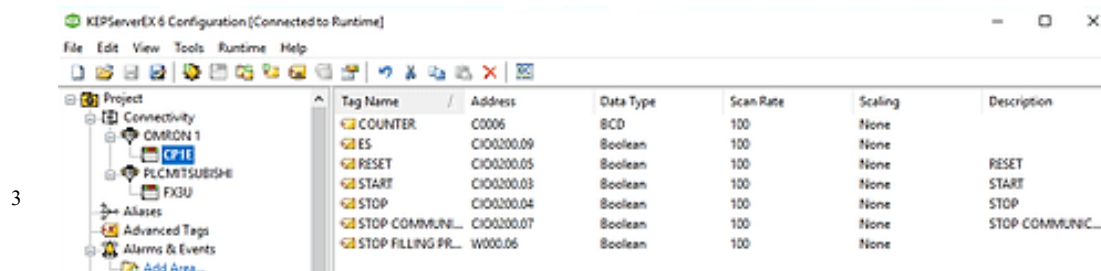 KEPServerEX 6 Configuration [Connected to Runtime]
File Edit View Tools Runtime Help
Project
Connectivity
OMRON 1
CP1E
PLCMITSUBISHI
FX3U
Aliases
Advanced Tags
Alarms & Events
Add Area...
Tag Name / Address Data Type Scan Rate Scaling Description
COUNTER C0006 BCD 100 None
ES CIO0200.09 Boolean 100 None
RESET CIO0200.05 Boolean 100 None RESET
START CIO0200.03 Boolean 100 None START
STOP CIO0200.04 Boolean 100 None STOP
STOP COMMUNI... CIO0200.07 Boolean 100 None STOP COMMUNIC...
STOP FILLING PR... W000.06 Boolean 100 None
3